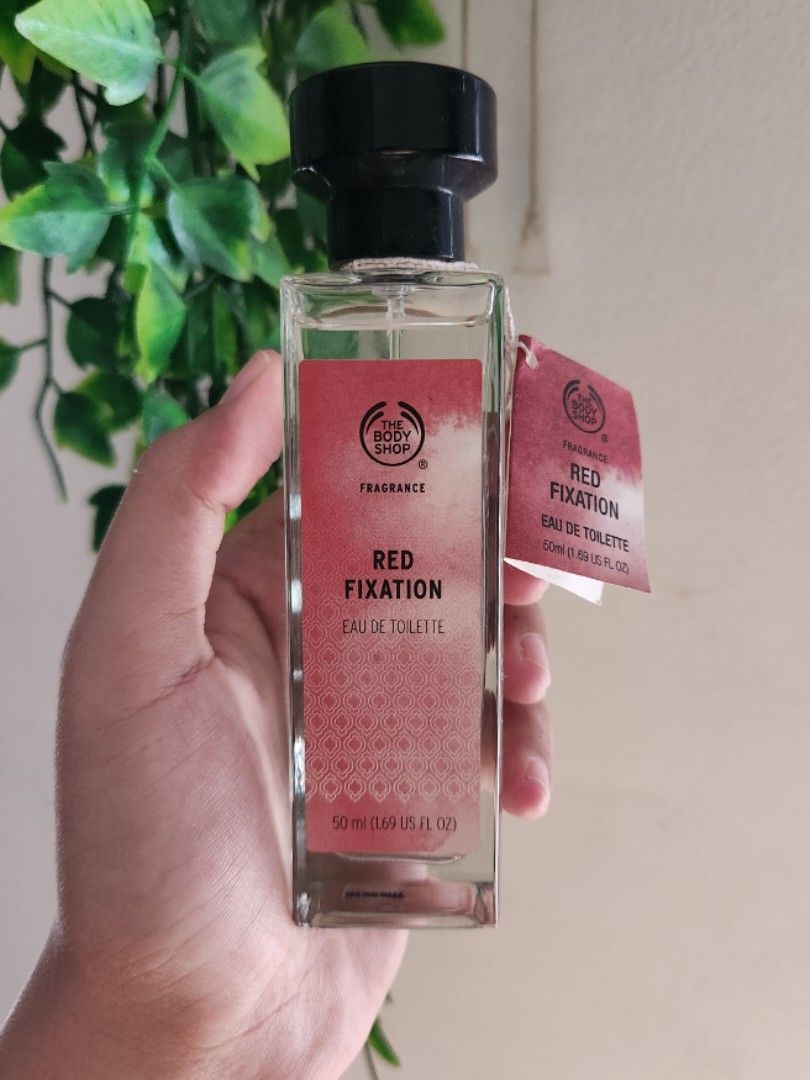 THE
BODY
SHOP
®
FRAGRANCE
RED
FIXATION
EAU DE TOILETTE
50 ml (1.69 US FL OZ)
THE
BODY
SHOP
®
FRAGRANCE
RED
FIXATION
EAU DE TOILETTE
50ml (1.69 US FL OZ)